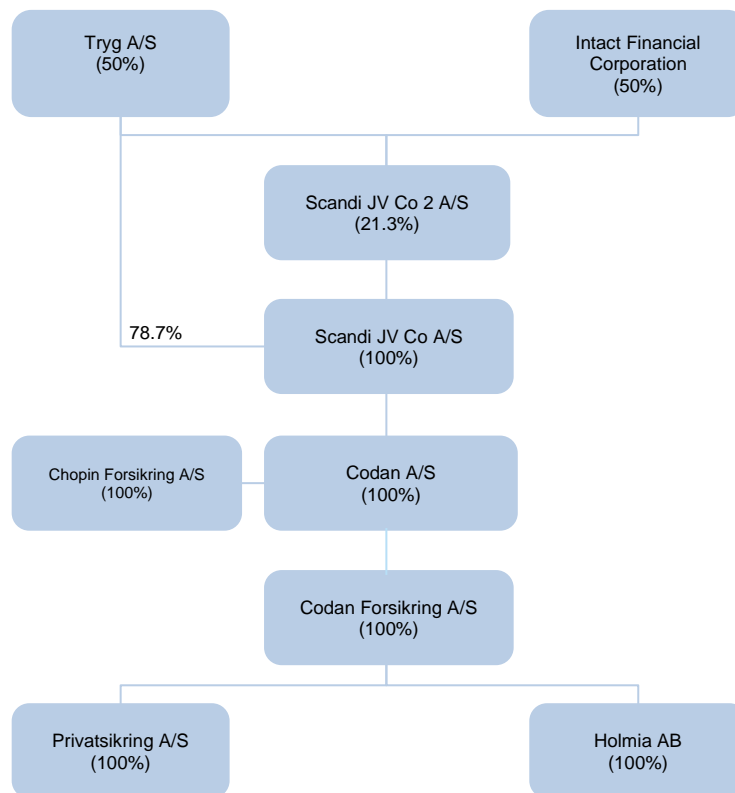 Tryg A/S
(50%)
Intact Financial
Corporation
(50%)
Scandi JV Co 2 A/S
(21.3%)
78.7%
Scandi JV Co A/S
(100%)
Chopin Forsikring A/S
(100%)
Codan A/S
(100%)
Codan Forsikring A/S
(100%)
Privatsikring A/S
(100%)
Holmia AB
(100%)